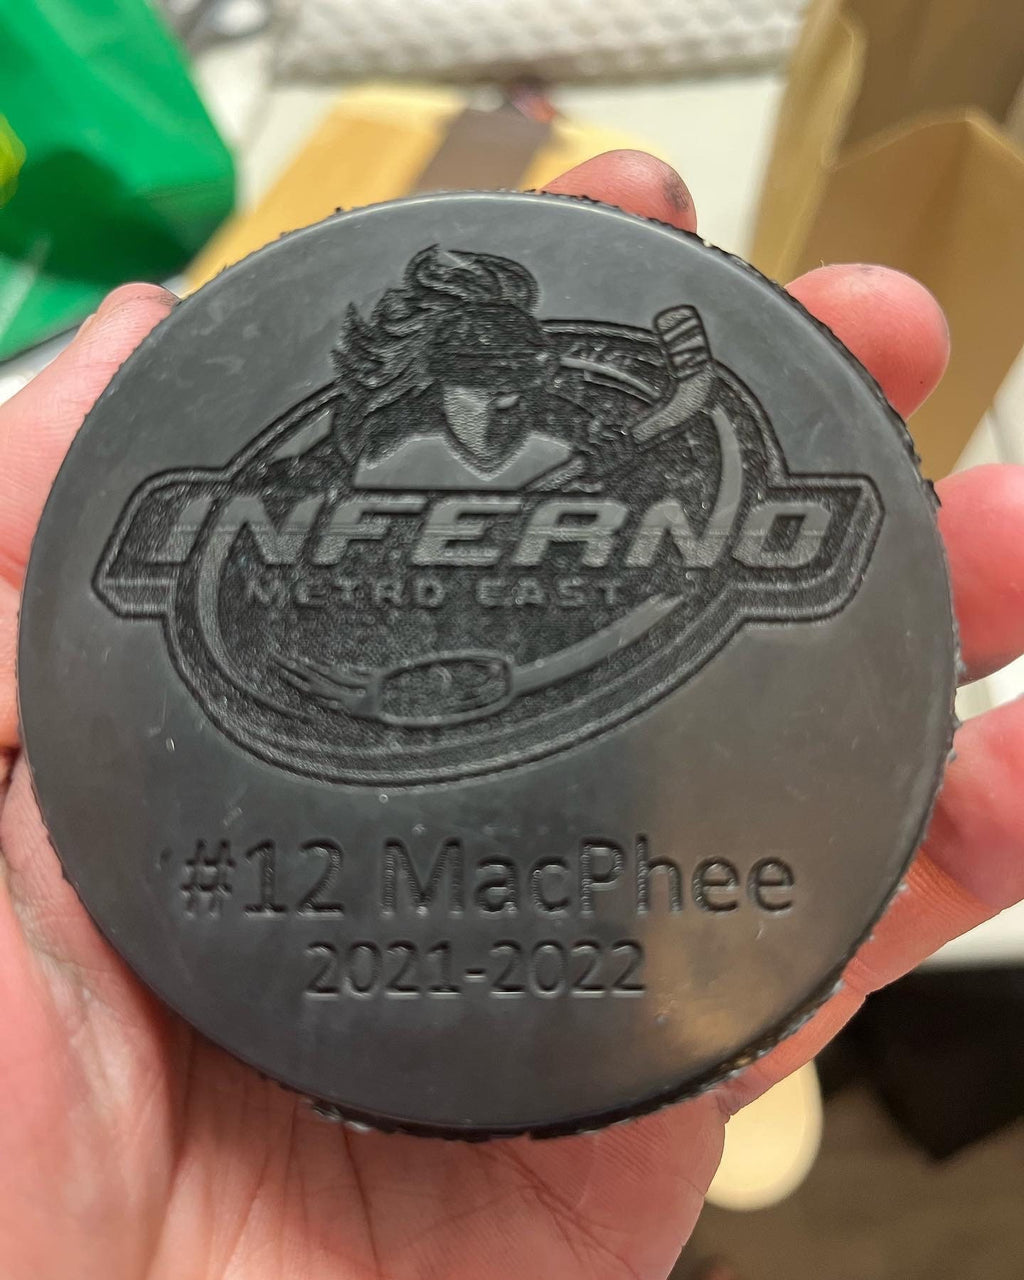 INFERNO
METRO EAST
#12 MacPhee
2021-2022